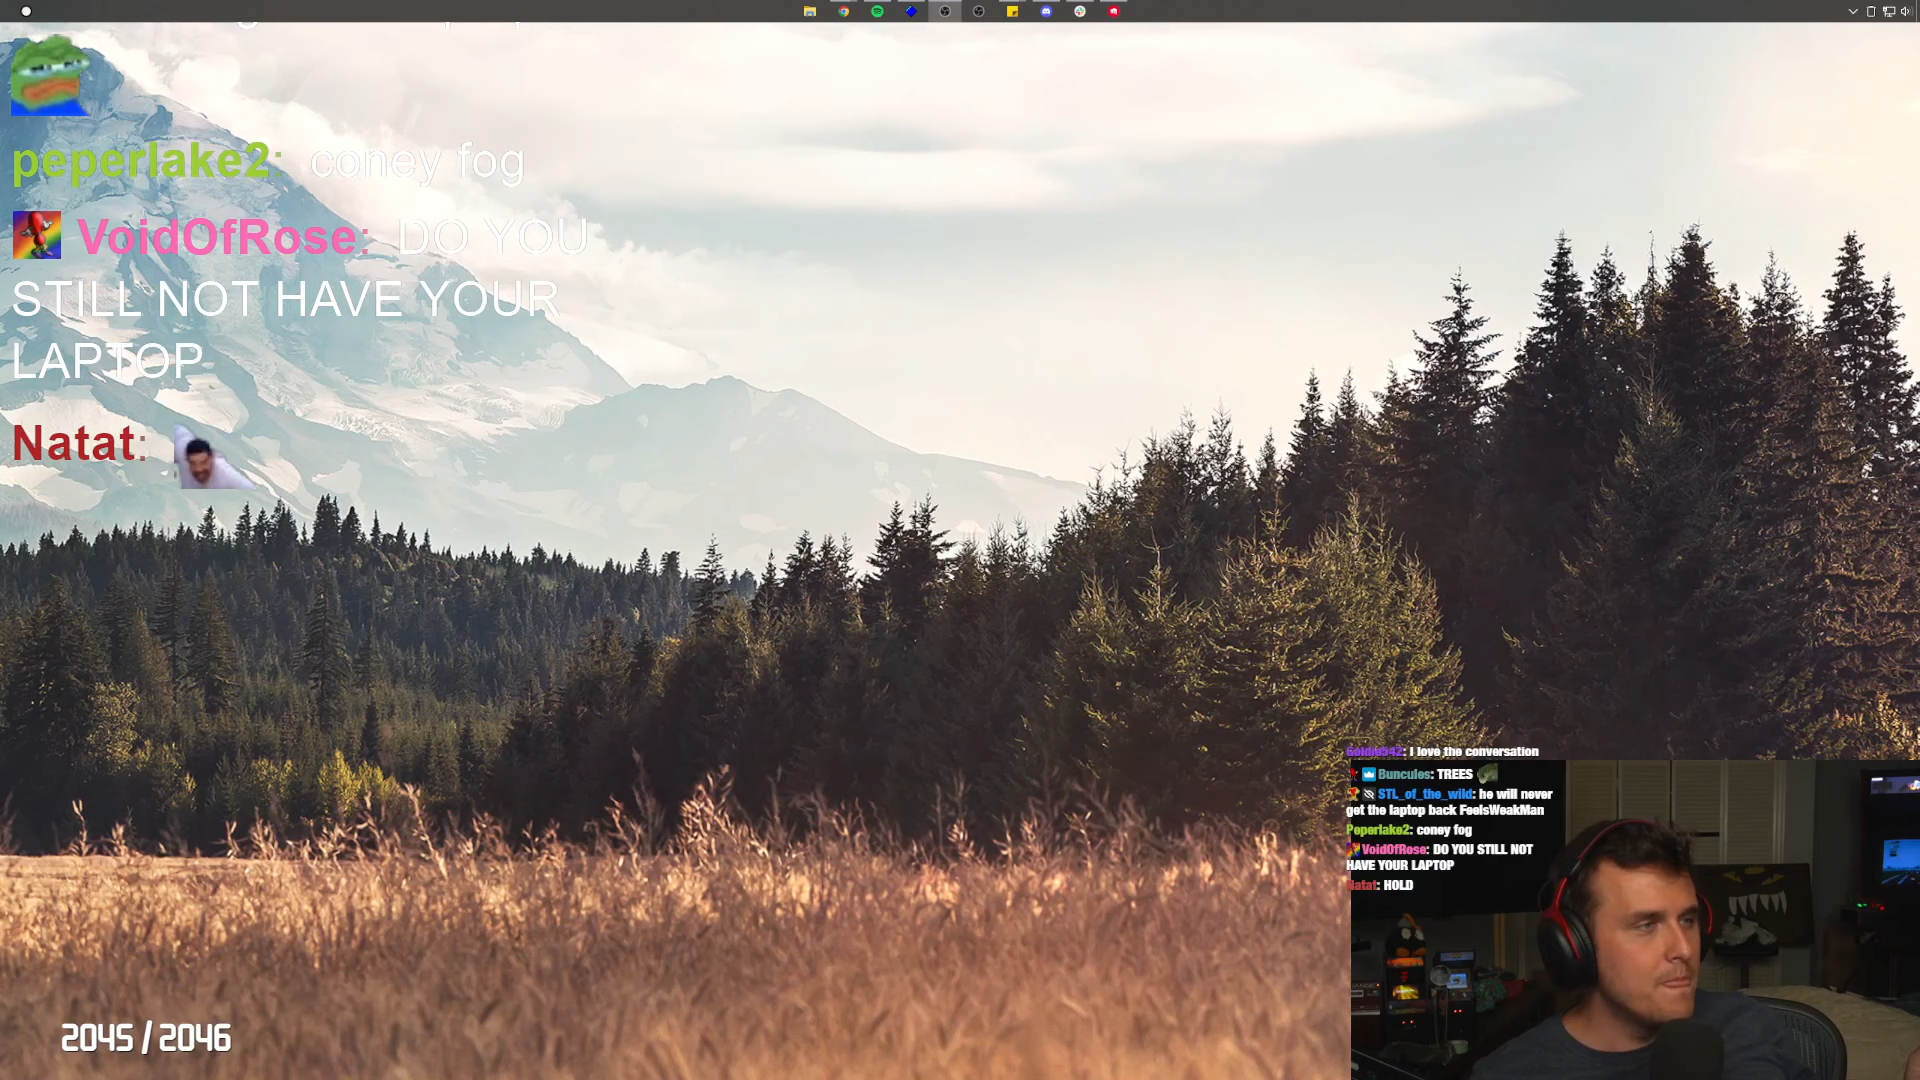 peperlake2: coney fog
VoidOfRose: DO YOU
STILL NOT HAVE YOUR
LAPTOP
Natat:
2045 / 2046
Goldie542: I love the conversation
Buncules: TREES
STL_of_the_wild: he will never
get the laptop back FeelsWeakMan
Peperlake2: coney fog
VoidOfRose: DO YOU STILL NOT
HAVE YOUR LAPTOP
Natat: HOLD